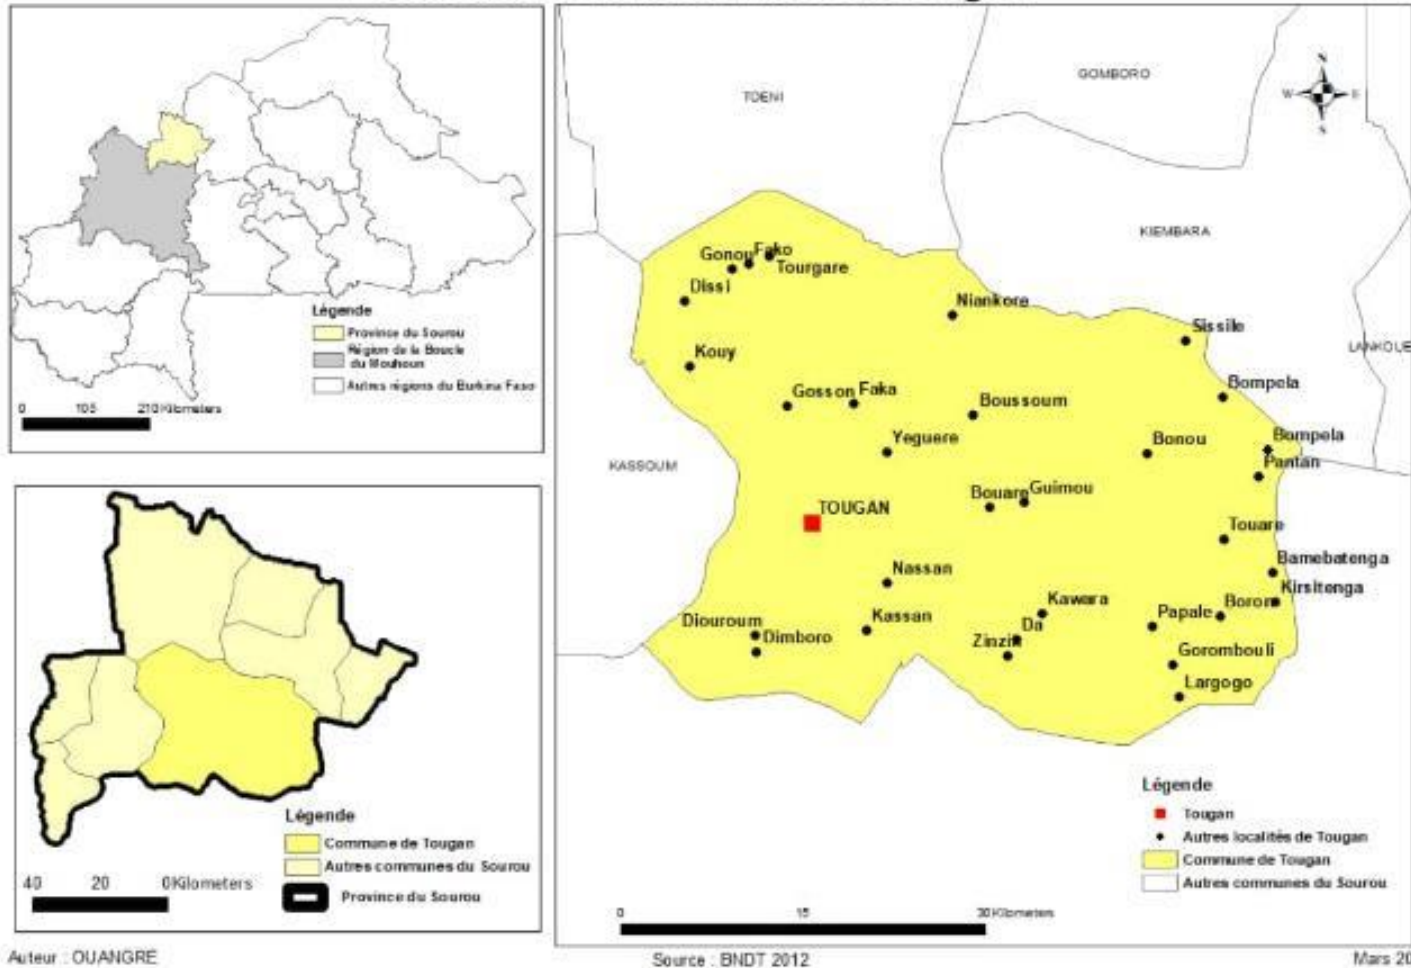 Légende
Province du Sourou
Région de la Boucle
du Mouhoun
Autres régions du Burkina Faso
0 105 210 Kilometers
Légende
Commune de Tougan
Autres communes du Sourou
Province du Sourou
40 20 0 Kilometers
TOENI
GOMBORO
N
W E
S
KIEMBARA
LANKOUE
KASSOUM
Gonou
Fako
Tourgare
Dissi
Niankore
Sissile
Kouy
Bompela
Gosson
Faka
Boussoum
Yeguere
Bonou
Bompela
Pantan
Bouare
Guimou
TOUGAN
Touare
Nassan
Bamebatenga
Kirsitenga
Kawara
Papale
Diouroum
Kassan
Da
Dimboro
Gorombouli
Largogo
Légende
Tougan
Autres localités de Tougan
Commune de Tougan
Autres communes du Sourou
0 15 30 Kilometers
Auteur : OUANGRE
Source : BNDT 2012
Mars 20